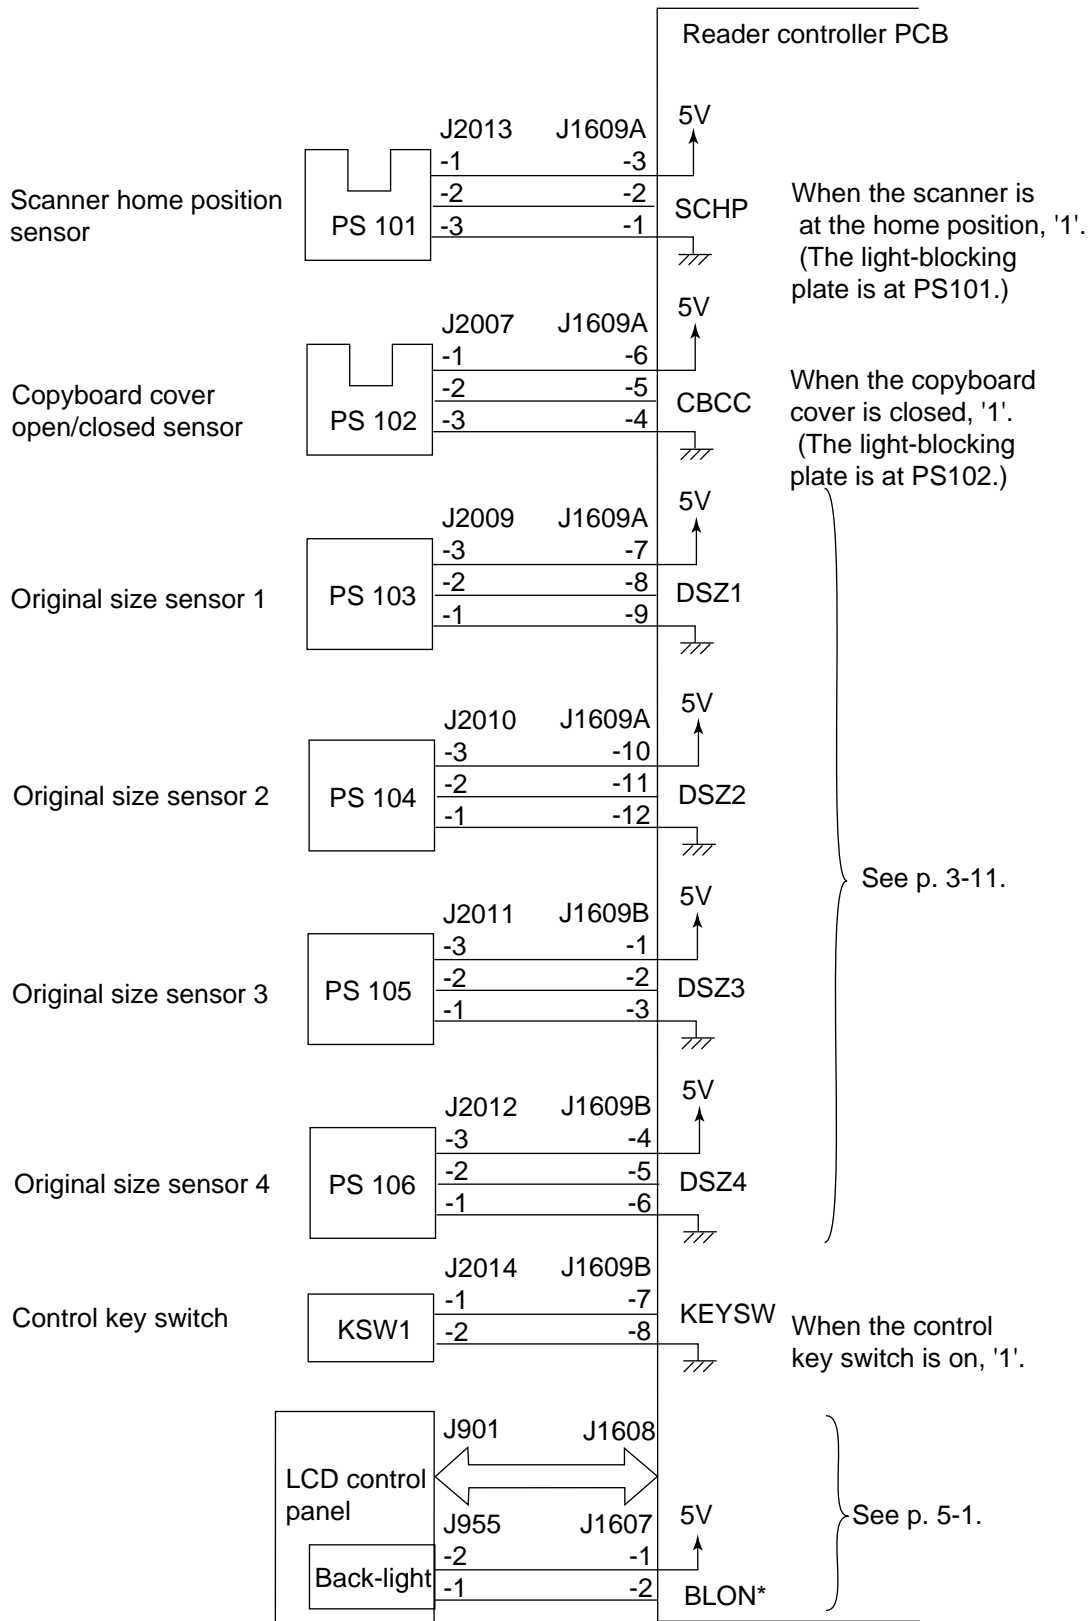 Reader controller PCB
5V
J2013 J1609A
-1 -3
-2 -2
-3 -1
Scanner home position
sensor
PS 101
SCHP
When the scanner is
at the home position, '1'.
(The light-blocking
plate is at PS101.)
5V
J2007 J1609A
-1 -6
-2 -5
-3 -4
Copyboard cover
open/closed sensor
PS 102
CBCC
When the copyboard
cover is closed, '1'.
(The light-blocking
plate is at PS102.)
5V
J2009 J1609A
-3 -7
-2 -8
-1 -9
Original size sensor 1
PS 103
DSZ1
5V
J2010 J1609A
-3 -10
-2 -11
-1 -12
Original size sensor 2
PS 104
DSZ2
See p. 3-11.
5V
J2011 J1609B
-3 -1
-2 -2
-1 -3
Original size sensor 3
PS 105
DSZ3
5V
J2012 J1609B
-3 -4
-2 -5
-1 -6
Original size sensor 4
PS 106
DSZ4
J2014 J1609B
-1 -7
-2 -8
Control key switch
KSW1
KEYSW
When the control
key switch is on, '1'.
J901 J1608
LCD control
panel
J955 J1607
5V
-2 -1
-1 -2
Back-light
BLON*
See p. 5-1.